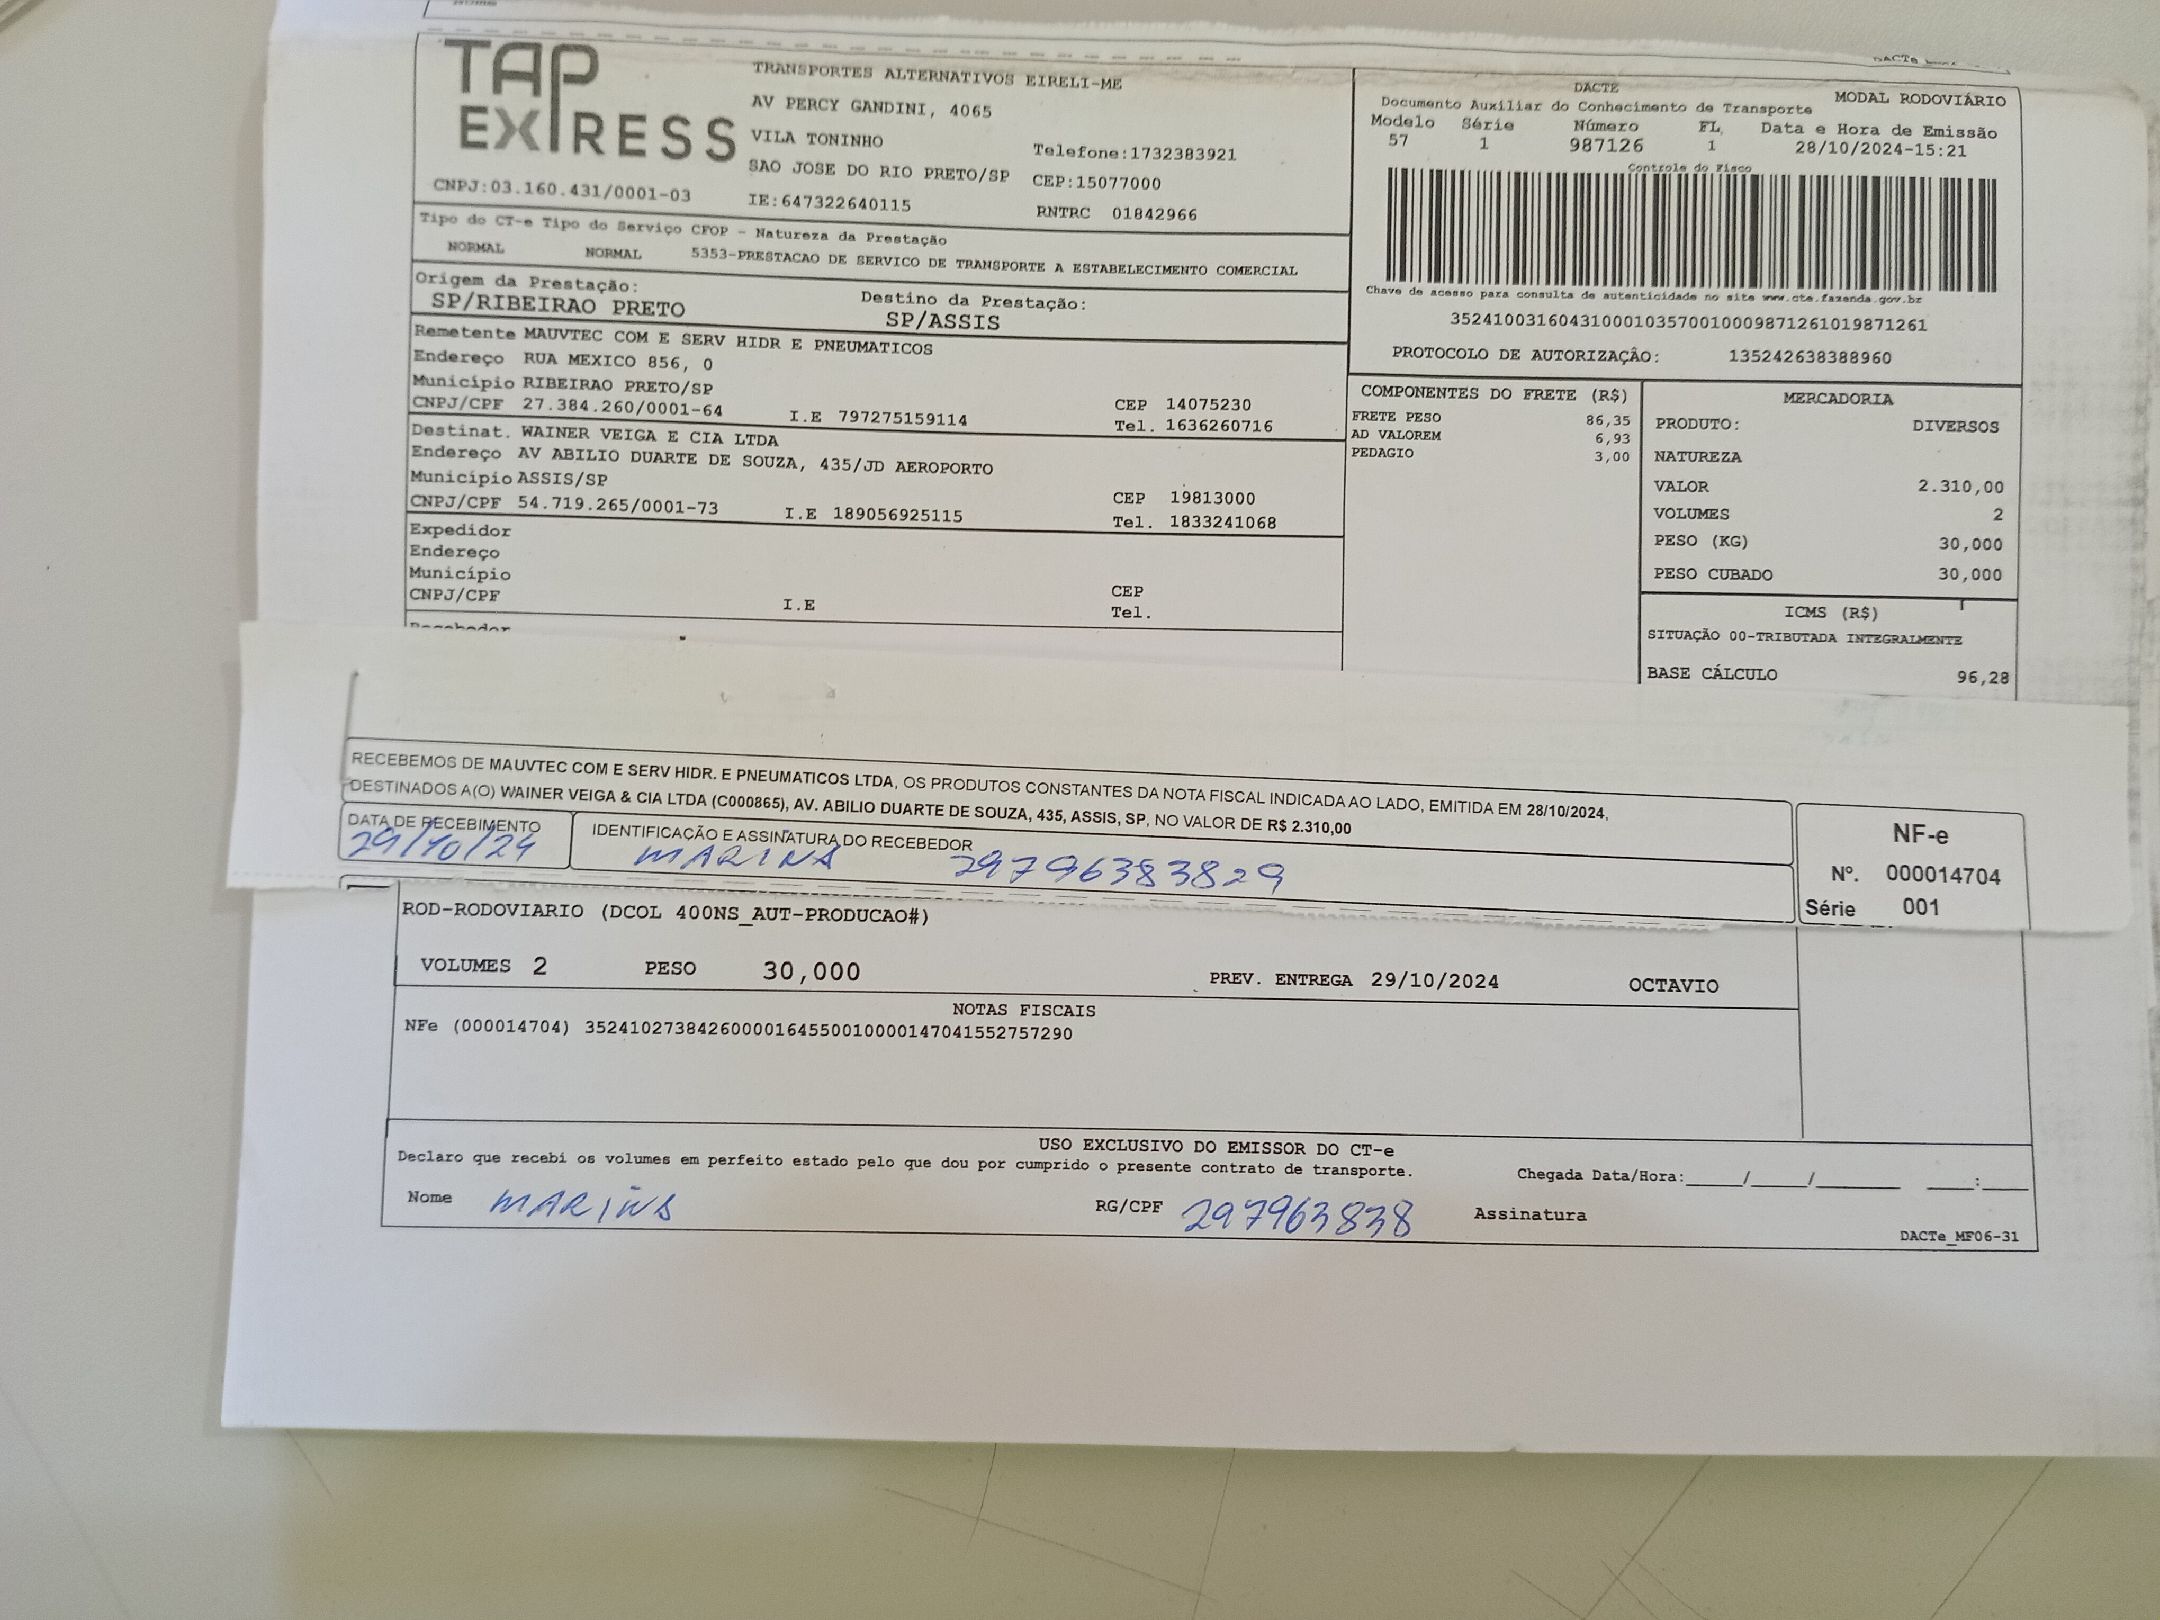 TAP
EXPRESS
TRANSPORTES ALTERNATIVOS EIRELI-ME
AV PERCY GANDINI, 4065
VILA TONINHO
Telefone:1732383921
SAO JOSE DO RIO PRETO/SP CEP:15077000
CNPJ:03.160.431/0001-03 IE:647322640115 RNTRC 01842966
DACTE
MODAL RODOVIÁRIO
Documento Auxiliar do Conhecimento de Transporte
Modelo Série Número FL, Data e Hora de Emissão
57 1 987126 1 28/10/2024-15:21
Controle do Fisco
Chave de acesso para consulta de autenticidade no site www.cte.fazenda.gov.br
35241003160431000103570010009871261019871261
PROTOCOLO DE AUTORIZAÇÃO: 135242638388960
Tipo do CT-e Tipo do Serviço CFOP - Natureza da Prestação
NORMAL NORMAL 5353-PRESTACAO DE SERVICO DE TRANSPORTE A ESTABELECIMENTO COMERCIAL
Origem da Prestação: Destino da Prestação:
SP/RIBEIRAO PRETO SP/ASSIS
Remetente MAUVTEC COM E SERV HIDR E PNEUMATICOS
Endereço RUA MEXICO 856, 0
Município RIBEIRAO PRETO/SP CEP 14075230
CNPJ/CPF 27.384.260/0001-64 I.E 797275159114 Tel. 1636260716
Destinat. WAINER VEIGA E CIA LTDA
Endereço AV ABILIO DUARTE DE SOUZA, 435/JD AEROPORTO
Município ASSIS/SP CEP 19813000
CNPJ/CPF 54.719.265/0001-73 I.E 189056925115 Tel. 1833241068
Expedidor
Endereço
Município CEP
CNPJ/CPF I.E Tel.
COMPONENTES DO FRETE (R$)
FRETE PESO 86,35
AD VALOREM 6,93
PEDAGIO 3,00
MERCADORIA
PRODUTO: DIVERSOS
NATUREZA
VALOR 2.310,00
VOLUMES 2
PESO (KG) 30,000
PESO CUBADO 30,000
ICMS (R$)
SITUAÇÃO 00-TRIBUTADA INTEGRALMENTE
BASE CÁLCULO 96,28
RECEBEMOS DE MAUVTEC COM E SERV HIDR. E PNEUMATICOS LTDA, OS PRODUTOS CONSTANTES DA NOTA FISCAL INDICADA AO LADO, EMITIDA EM 28/10/2024,
DESTINADOS A(O) WAINER VEIGA & CIA LTDA (C000865), AV. ABILIO DUARTE DE SOUZA, 435, ASSIS, SP, NO VALOR DE R$ 2.310,00
DATA DE RECEBIMENTO IDENTIFICAÇÃO E ASSINATURA DO RECEBEDOR
29/10/24 MARINA 29796383829
NF-e
Nº. 000014704
Série 001
ROD-RODOVIARIO (DCOL 400NS_AUT-PRODUCAO#)
VOLUMES 2 PESO 30,000 PREV. ENTREGA 29/10/2024 OCTAVIO
NOTAS FISCAIS
NFe (000014704) 35241027384260000164550010000147041552757290
USO EXCLUSIVO DO EMISSOR DO CT-e
Declaro que recebi os volumes em perfeito estado pelo que dou por cumprido o presente contrato de transporte. Chegada Data/Hora:_____/_____/________ ____:____
Nome MARINA RG/CPF 297963838 Assinatura
DACTe_MF06-31